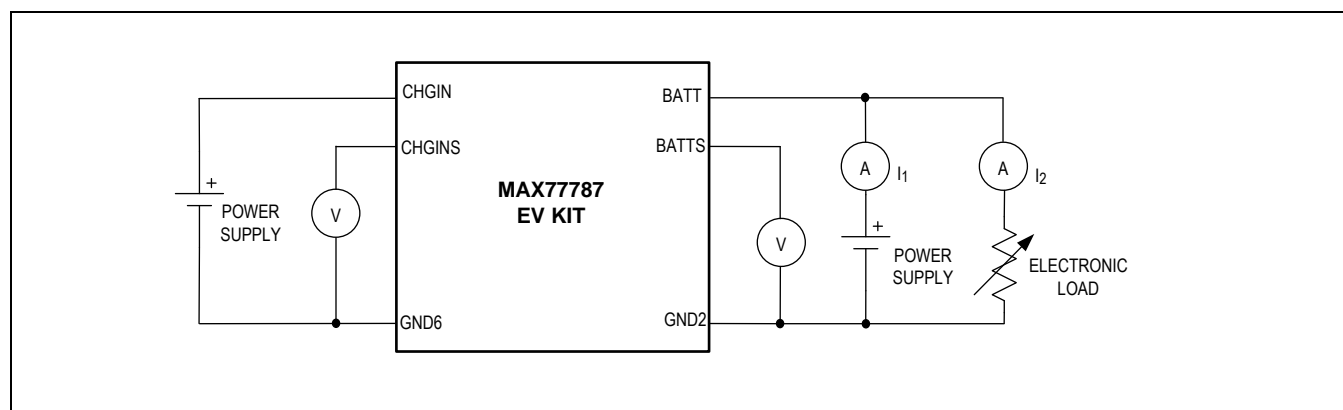 CHGIN
CHGINS
+
POWER
SUPPLY
V
GND6
MAX77787
EV KIT
BATT
BATTS
GND2
V
A
I1
+
POWER
SUPPLY
A
I2
ELECTRONIC
LOAD